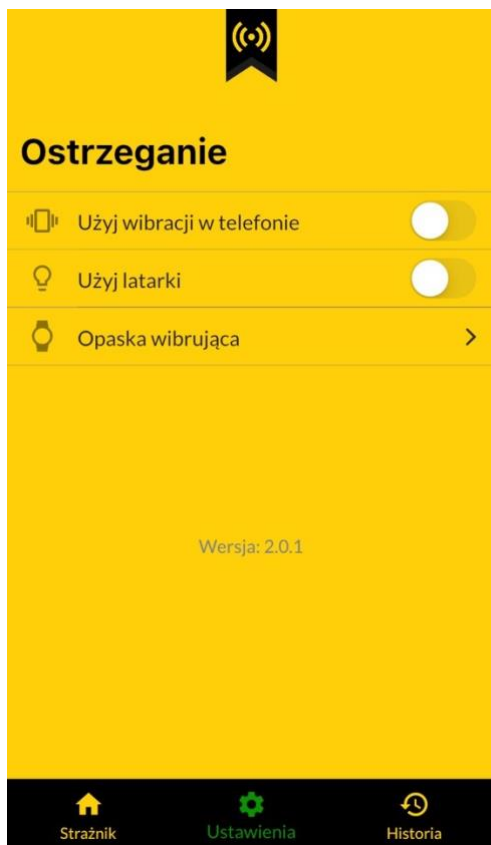 Ostrzeganie
Użyj wibracji w telefonie
Użyj latarki
Opaska wibrująca
Wersja: 2.0.1
Strażnik
Ustawienia
Historia